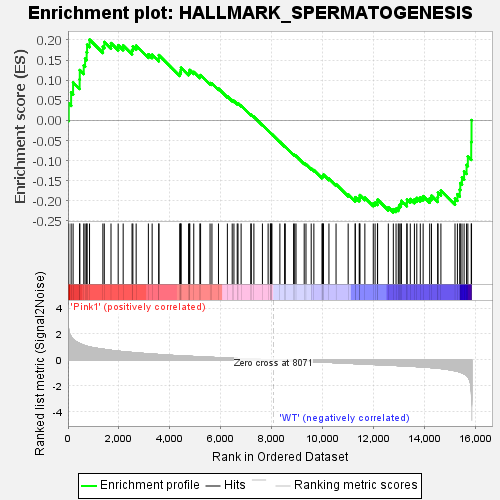 Enrichment plot: HALLMARK_SPERMATOGENESIS
Enrichment score (ES)
0.20
0.15
0.10
0.05
0.00
-0.05
-0.10
-0.15
-0.20
-0.25
'Pink1' (positively correlated)
Ranked list metric (Signal2Noise)
4
2
0
-2
-4
Zero cross at 8071
'WT' (negatively correlated)
0 2,000 4,000 6,000 8,000 10,000 12,000 14,000 16,000
Rank in Ordered Dataset
Enrichment profile Hits Ranking metric scores